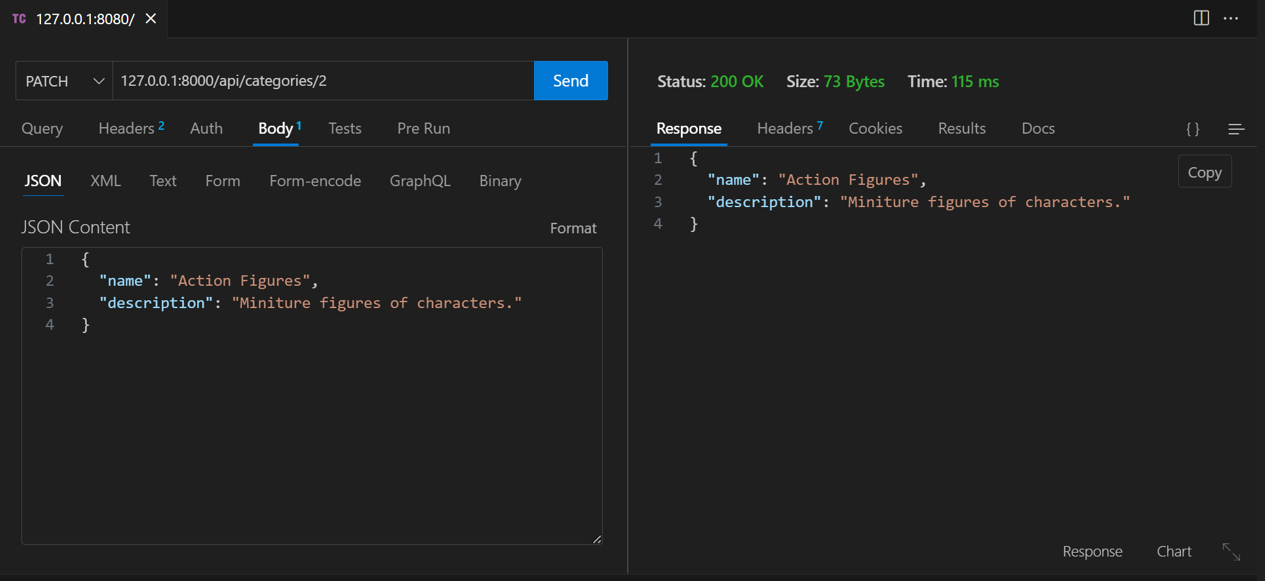 TC 127.0.0.1:8080/
PATCH 127.0.0.1:8000/api/categories/2 Send
Query Headers 2 Auth Body 1 Tests Pre Run
JSON XML Text Form Form-encode GraphQL Binary
JSON Content Format
1 {
2 "name": "Action Figures",
3 "description": "Miniture figures of characters."
4 }
Status: 200 OK Size: 73 Bytes Time: 115 ms
Response Headers 7 Cookies Results Docs { }
Copy
1 {
2 "name": "Action Figures",
3 "description": "Miniture figures of characters."
4 }
Response Chart